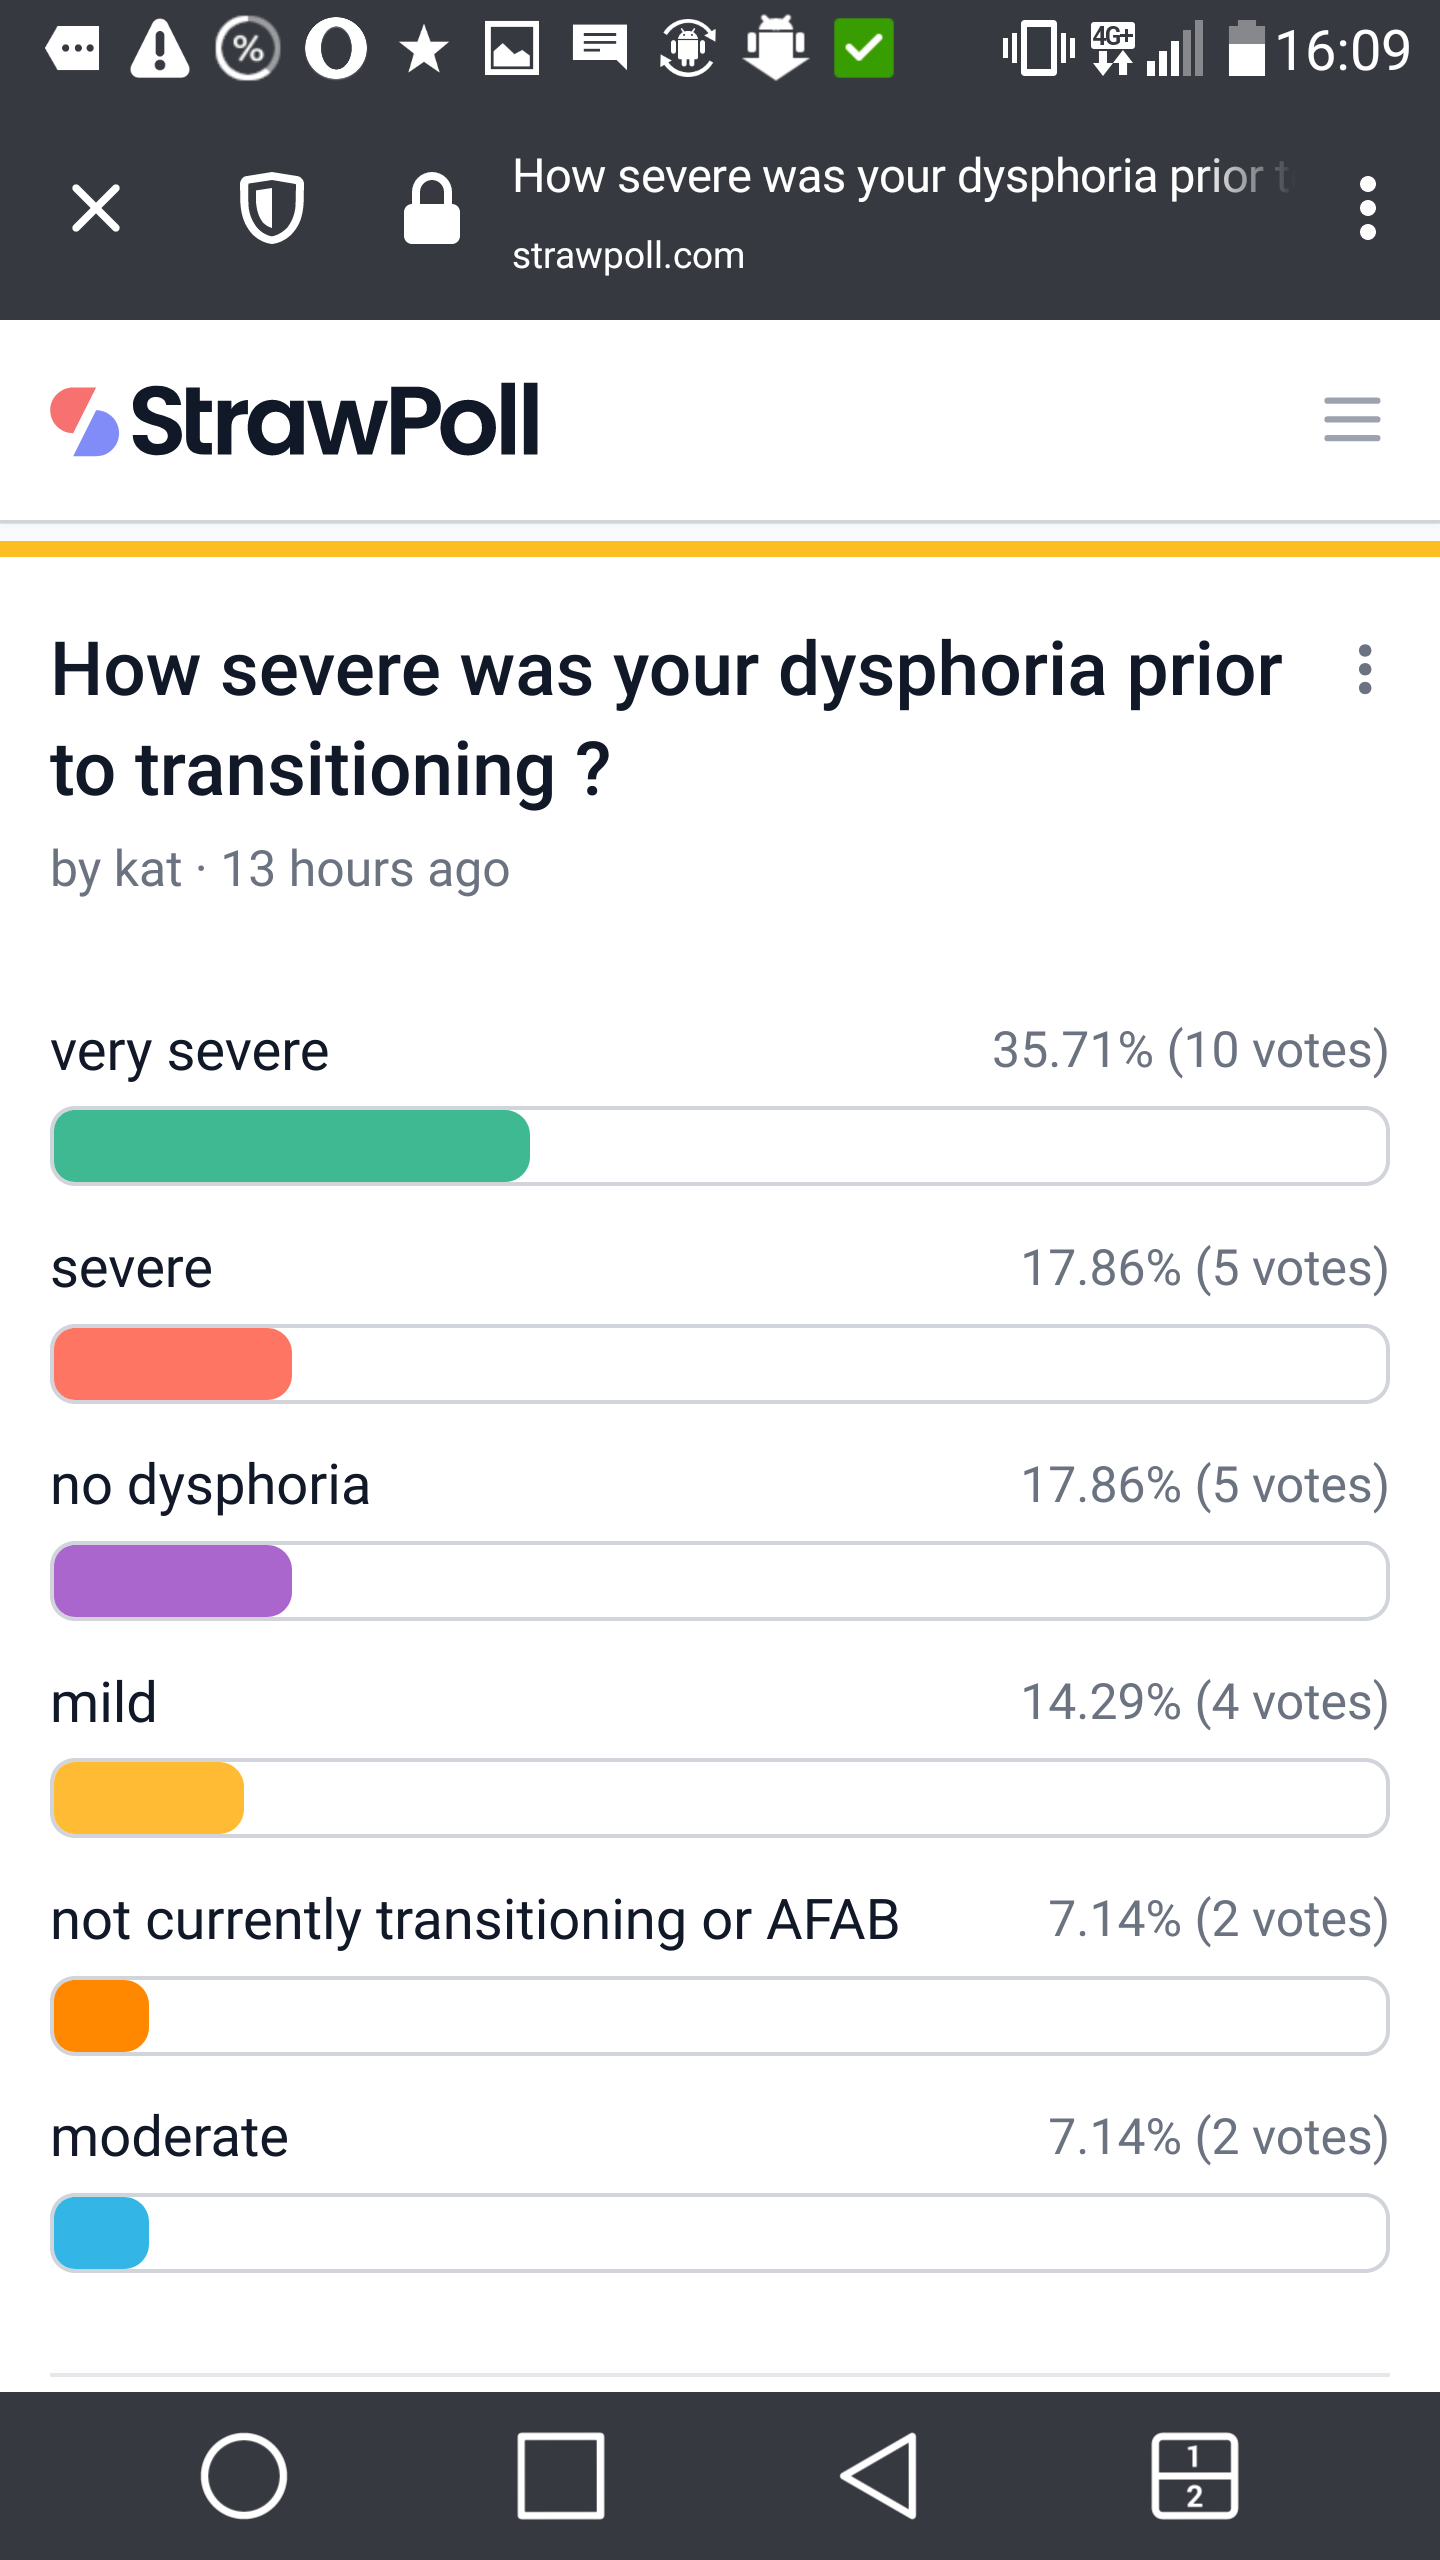 %
4G+
16:09
How severe was your dysphoria prior
strawpoll.com
StrawPoll
How severe was your dysphoria prior
to transitioning ?
by kat · 13 hours ago
very severe 35.71% (10 votes)
severe 17.86% (5 votes)
no dysphoria 17.86% (5 votes)
mild 14.29% (4 votes)
not currently transitioning or AFAB 7.14% (2 votes)
moderate 7.14% (2 votes)
1
2